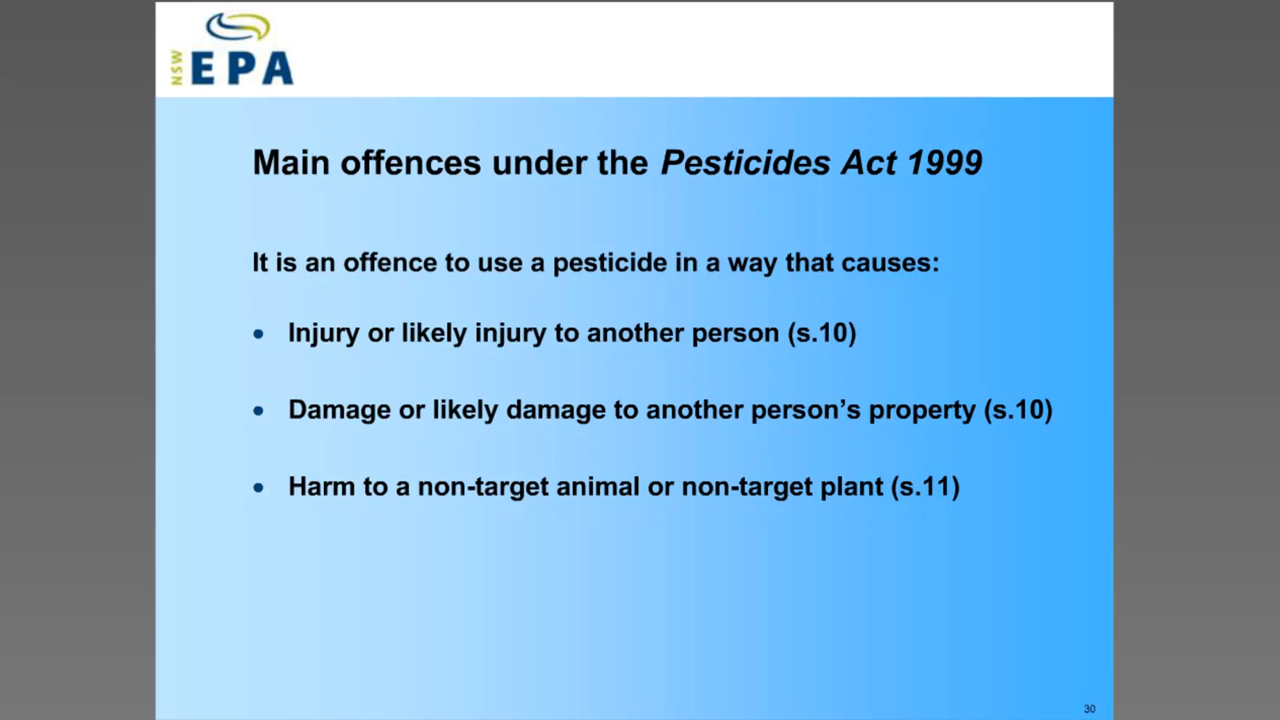 NSW EPA
Main offences under the Pesticides Act 1999
It is an offence to use a pesticide in a way that causes:
• Injury or likely injury to another person (s.10)
• Damage or likely damage to another person’s property (s.10)
• Harm to a non-target animal or non-target plant (s.11)
30